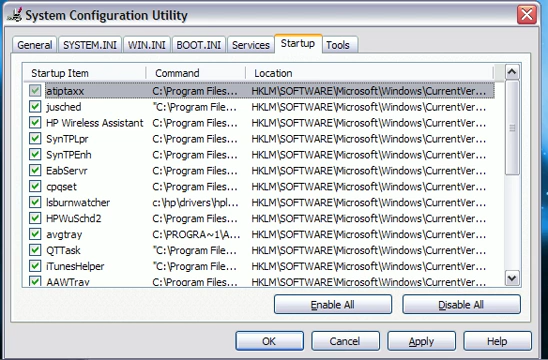 System Configuration Utility
General SYSTEM.INI WIN.INI BOOT.INI Services Startup Tools
Startup Item Command Location
atiptaxx C:\Program Files... HKLM\SOFTWARE\Microsoft\Windows\CurrentVer...
jusched "C:\Program File... HKLM\SOFTWARE\Microsoft\Windows\CurrentVer...
HP Wireless Assistant C:\Program Files... HKLM\SOFTWARE\Microsoft\Windows\CurrentVer...
SynTPLpr C:\Program Files... HKLM\SOFTWARE\Microsoft\Windows\CurrentVer...
SynTPEnh C:\Program Files... HKLM\SOFTWARE\Microsoft\Windows\CurrentVer...
EabServr C:\Program Files... HKLM\SOFTWARE\Microsoft\Windows\CurrentVer...
cpqset C:\Program Files... HKLM\SOFTWARE\Microsoft\Windows\CurrentVer...
lsburnwatcher c:\hp\drivers\hpl... HKLM\SOFTWARE\Microsoft\Windows\CurrentVer...
HPWuSchd2 C:\Program Files... HKLM\SOFTWARE\Microsoft\Windows\CurrentVer...
avgtray C:\PROGRA~1\A... HKLM\SOFTWARE\Microsoft\Windows\CurrentVer...
QTTask "C:\Program File... HKLM\SOFTWARE\Microsoft\Windows\CurrentVer...
iTunesHelper "C:\Program File... HKLM\SOFTWARE\Microsoft\Windows\CurrentVer...
AAWTray C:\Program Files... HKLM\SOFTWARE\Microsoft\Windows\CurrentVer...
Enable All Disable All
OK Cancel Apply Help